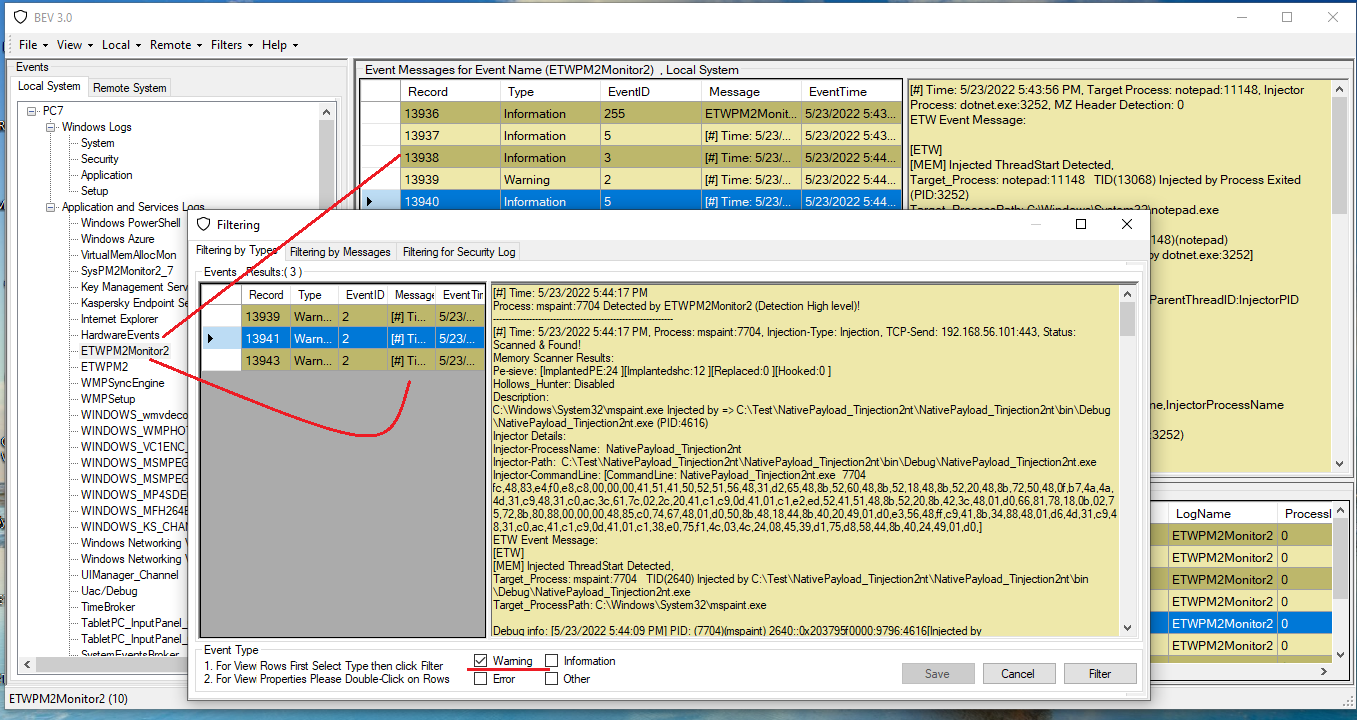 BEV 3.0
File View Local Remote Filters Help
Events
Local System Remote System
PC7
Windows Logs
System
Security
Application
Setup
Application and Services Logs
Windows PowerShell
Windows Azure
VirtualMemAllocMon
SysPM2Monitor2_7
Key Management Serv
Kaspersky Endpoint Se
Internet Explorer
HardwareEvents
ETWPM2Monitor2
ETWPM2
WMPSyncEngine
WMPSetup
WINDOWS_wmvdeco
WINDOWS_WMPHOT
WINDOWS_VC1ENC_
WINDOWS_MSMPEG
WINDOWS_MSMPEG
WINDOWS_MP4SDE
WINDOWS_MFH264E
WINDOWS_KS_CHAN
Windows Networking V
Windows Networking V
UIManager_Channel
Uac/Debug
TimeBroker
TabletPC_InputPanel_
TabletPC_InputPanel_
SystemEventsBroker
ETWPM2Monitor2 (10)
Event Messages for Event Name (ETWPM2Monitor2) , Local System
Record Type EventID Message EventTime
13936 Information 255 ETWPM2Monit... 5/23/2022 5:43...
13937 Information 5 [#] Time: 5/23/... 5/23/2022 5:43...
13938 Information 3 [#] Time: 5/23/... 5/23/2022 5:44...
13939 Warning 2 [#] Time: 5/23/... 5/23/2022 5:44...
13940 Information 5 [#] Time: 5/23/... 5/23/2022 5:44...
[#] Time: 5/23/2022 5:43:56 PM, Target Process: notepad:11148, Injector
Process: dotnet.exe:3252, MZ Header Detection: 0
ETW Event Message:
[ETW]
[MEM] Injected ThreadStart Detected,
Target_Process: notepad:11148 TID(13068) Injected by Process Exited
(PID:3252)
notepad.exe
148)(notepad)
by dotnet.exe:3252]
ParentThreadID:InjectorPID
me,InjectorProcessName
3252)
Filtering
Filtering by Types Filtering by Messages Filtering for Security Log
Events Results:( 3 )
Record Type EventID Message EventTir
13939 Warn... 2 [#] Ti... 5/23/...
13941 Warn... 2 [#] Ti... 5/23/...
13943 Warn... 2 [#] Ti... 5/23/...
[#] Time: 5/23/2022 5:44:17 PM
Process: mspaint:7704 Detected by ETWPM2Monitor2 (Detection High level)!
[#] Time: 5/23/2022 5:44:17 PM, Process: mspaint:7704, Injection-Type: Injection, TCP-Send: 192.168.56.101:443, Status:
Scanned & Found!
Memory Scanner Results:
Pe-sieve: [ImplantedPE:24 ][Implantedshc:12 ][Replaced:0 ][Hooked:0 ]
Hollows_Hunter: Disabled
Description:
C:\Windows\System32\mspaint.exe Injected by => C:\Test\NativePayload_Tinjection2nt\NativePayload_Tinjection2nt\bin\Debug
\NativePayload_Tinjection2nt.exe (PID:4616)
Injector Details:
Injector-ProcessName: NativePayload_Tinjection2nt
Injector-Path: C:\Test\NativePayload_Tinjection2nt\NativePayload_Tinjection2nt\bin\Debug\NativePayload_Tinjection2nt.exe
Injector-CommandLine: [CommandLine: NativePayload_Tinjection2nt.exe 7704
fc,48,83,e4,f0,e8,c8,00,00,00,41,51,41,50,52,51,56,48,31,d2,65,48,8b,52,60,48,8b,52,18,48,8b,52,20,48,8b,72,50,48,0f,b7,4a,4a,
4d,31,c9,48,31,c0,ac,3c,61,7c,02,2c,20,41,c1,c9,0d,41,01,c1,e2,ed,52,41,51,48,8b,52,20,8b,42,3c,48,01,d0,66,81,78,18,0b,02,7
5,72,8b,80,88,00,00,00,48,85,c0,74,67,48,01,d0,50,8b,48,18,44,8b,40,20,49,01,d0,e3,56,48,ff,c9,41,8b,34,88,48,01,d6,4d,31,c9,4
8,31,c0,ac,41,c1,c9,0d,41,01,c1,38,e0,75,f1,4c,03,4c,24,08,45,39,d1,75,d8,58,44,8b,40,24,49,01,d0,]
ETW Event Message:
[ETW]
[MEM] Injected ThreadStart Detected,
Target_Process: mspaint:7704 TID(2640) Injected by C:\Test\NativePayload_Tinjection2nt\NativePayload_Tinjection2nt\bin
\Debug\NativePayload_Tinjection2nt.exe
Target_ProcessPath: C:\Windows\System32\mspaint.exe
Debug info: [5/23/2022 5:44:09 PM] PID: (7704)(mspaint) 2640::0x203795f0000:9796:4616[Injected by
Event Type
1. For View Rows First Select Type then click Filter
2. For View Properties Please Double-Click on Rows
Warning Information
Error Other
Save Cancel Filter
LogName ProcessI
ETWPM2Monitor2 0
ETWPM2Monitor2 0
ETWPM2Monitor2 0
ETWPM2Monitor2 0
ETWPM2Monitor2 0
ETWPM2Monitor2 0